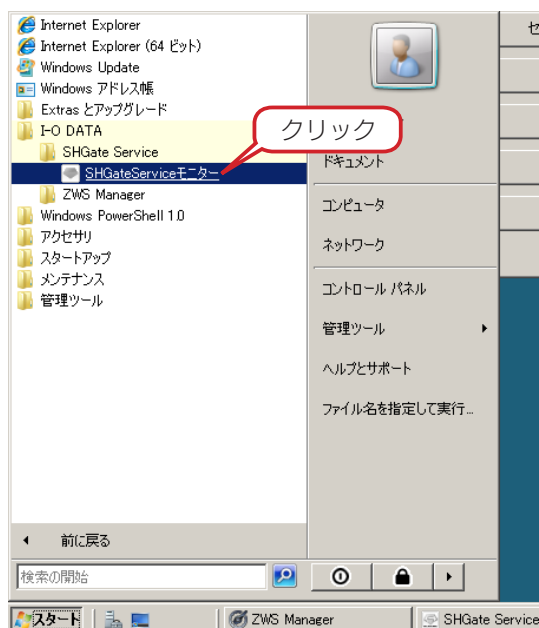 Internet Explorer
Internet Explorer (64 ビット)
Windows Update
Windows アドレス帳
Extras とアップグレード
I-O DATA
SHGate Service
SHGateServiceモニター
ZWS Manager
Windows PowerShell 1.0
アクセサリ
スタートアップ
メンテナンス
管理ツール
前に戻る
検索の開始
クリック
ドキュメント
コンピュータ
ネットワーク
コントロール パネル
管理ツール
ヘルプとサポート
ファイル名を指定して実行...
スタート
ZWS Manager
SHGate Service